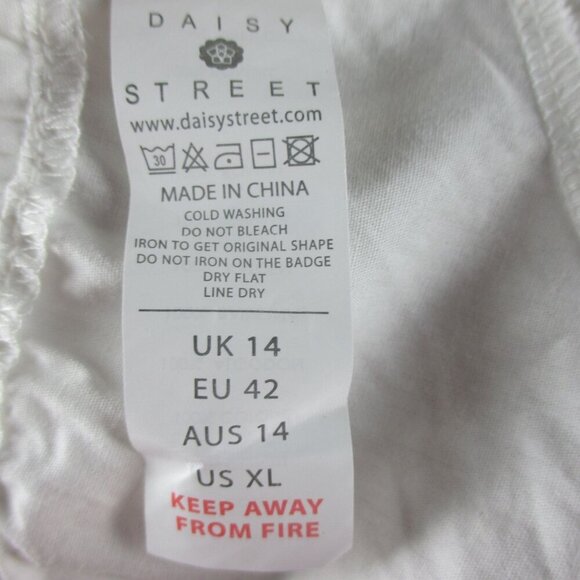 DAISY
STREET
www.daisystreet.com
30
MADE IN CHINA
COLD WASHING
DO NOT BLEACH
IRON TO GET ORIGINAL SHAPE
DO NOT IRON ON THE BADGE
DRY FLAT
LINE DRY
UK 14
EU 42
AUS 14
US XL
KEEP AWAY
FROM FIRE